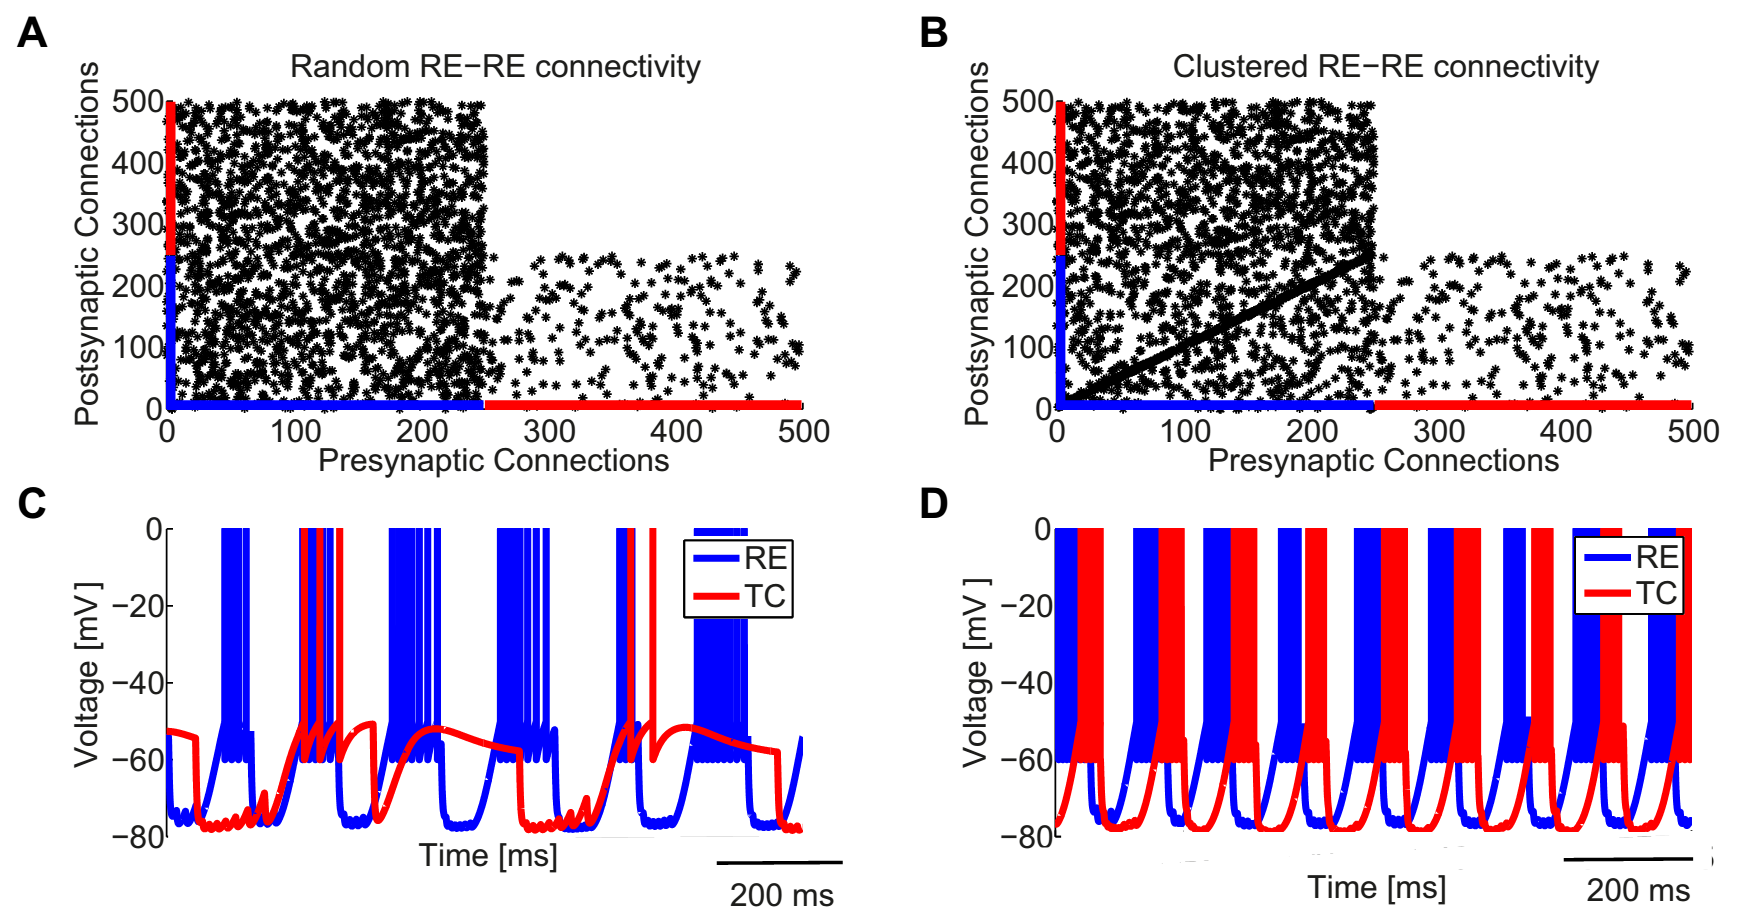 A
Random RE−RE connectivity
Postsynaptic Connections
500
400
300
200
100
0
0 100 200 300 400 500
Presynaptic Connections
B
Clustered RE−RE connectivity
Postsynaptic Connections
500
400
300
200
100
0
0 100 200 300 400 500
Presynaptic Connections
C
Voltage [mV]
0
−20
−40
−60
−80
RE
TC
Time [ms]
200 ms
D
Voltage [mV]
0
−20
−40
−60
−80
RE
TC
Time [ms]
200 ms